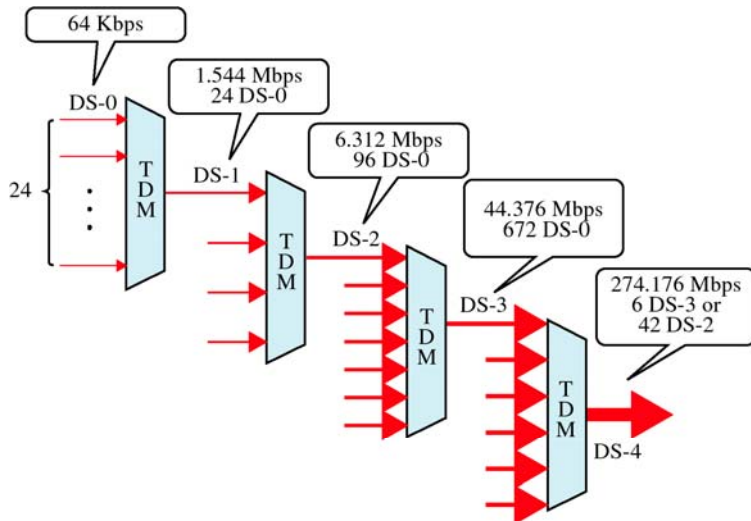 64 Kbps
1.544 Mbps
24 DS-0
6.312 Mbps
96 DS-0
44.376 Mbps
672 DS-0
274.176 Mbps
6 DS-3 or
42 DS-2
DS-0
24
TDM
DS-1
TDM
DS-2
TDM
DS-3
TDM
DS-4